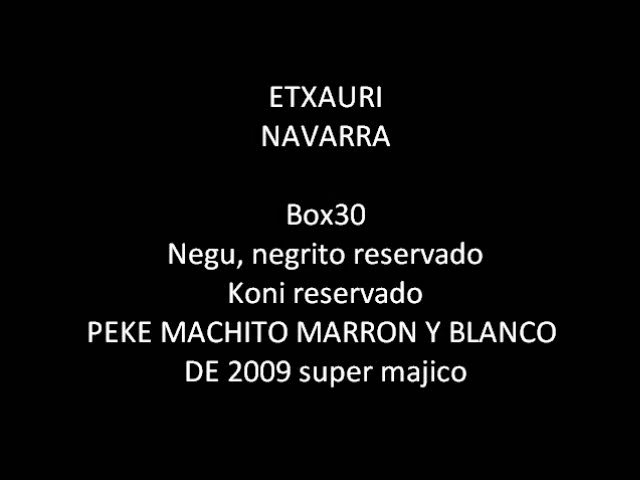 ETXAURI
NAVARRA
Box30
Negu, negrito reservado
Koni reservado
PEKE MACHITO MARRON Y BLANCO
DE 2009 super majico